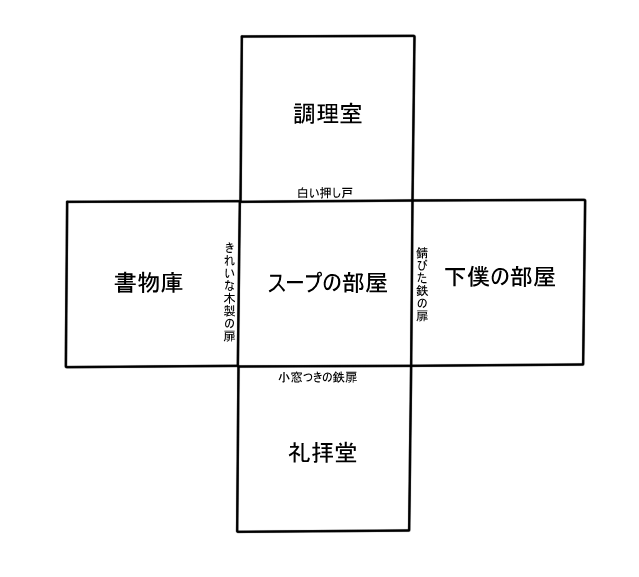 調理室
白い押し戸
書物庫
きれいな木製の扉
スープの部屋
錆びた鉄の扉
下僕の部屋
小窓つきの鉄扉
礼拝堂